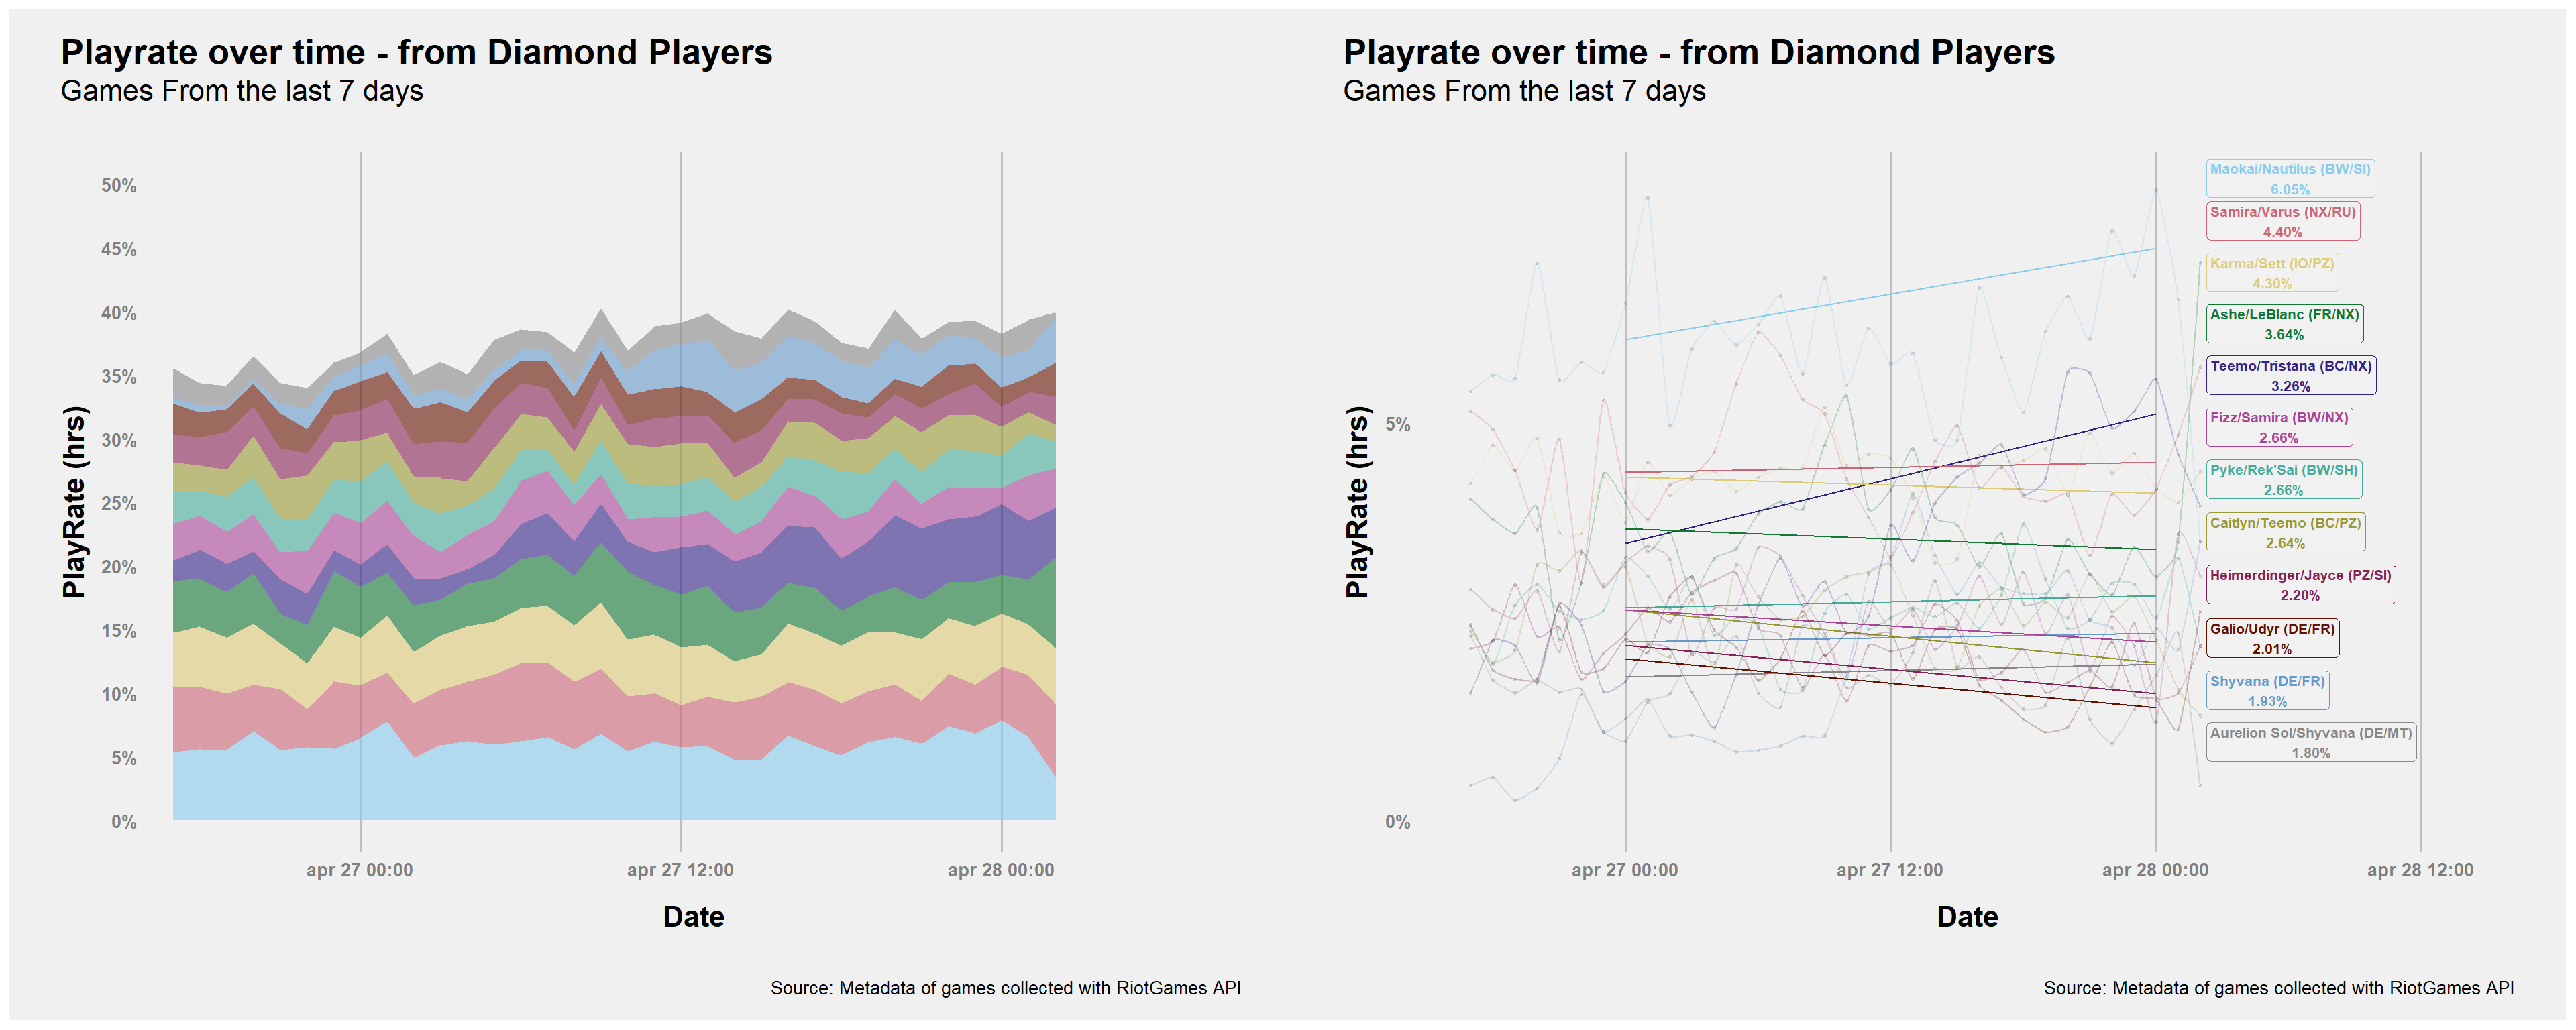 Playrate over time - from Diamond Players
Games From the last 7 days
PlayRate (hrs)
50%
45%
40%
35%
30%
25%
20%
15%
10%
5%
0%
apr 27 00:00
apr 27 12:00
apr 28 00:00
Date
Source: Metadata of games collected with RiotGames API
Playrate over time - from Diamond Players
Games From the last 7 days
PlayRate (hrs)
5%
0%
Maokai/Nautilus (BW/SI)
6.05%
Samira/Varus (NX/RU)
4.40%
Karma/Sett (IO/PZ)
4.30%
Ashe/LeBlanc (FR/NX)
3.64%
Teemo/Tristana (BC/NX)
3.26%
Fizz/Samira (BW/NX)
2.66%
Pyke/Rek'Sai (BW/SH)
2.66%
Caitlyn/Teemo (BC/PZ)
2.64%
Heimerdinger/Jayce (PZ/SI)
2.20%
Galio/Udyr (DE/FR)
2.01%
Shyvana (DE/FR)
1.93%
Aurelion Sol/Shyvana (DE/MT)
1.80%
apr 27 00:00
apr 27 12:00
apr 28 00:00
apr 28 12:00
Date
Source: Metadata of games collected with RiotGames API